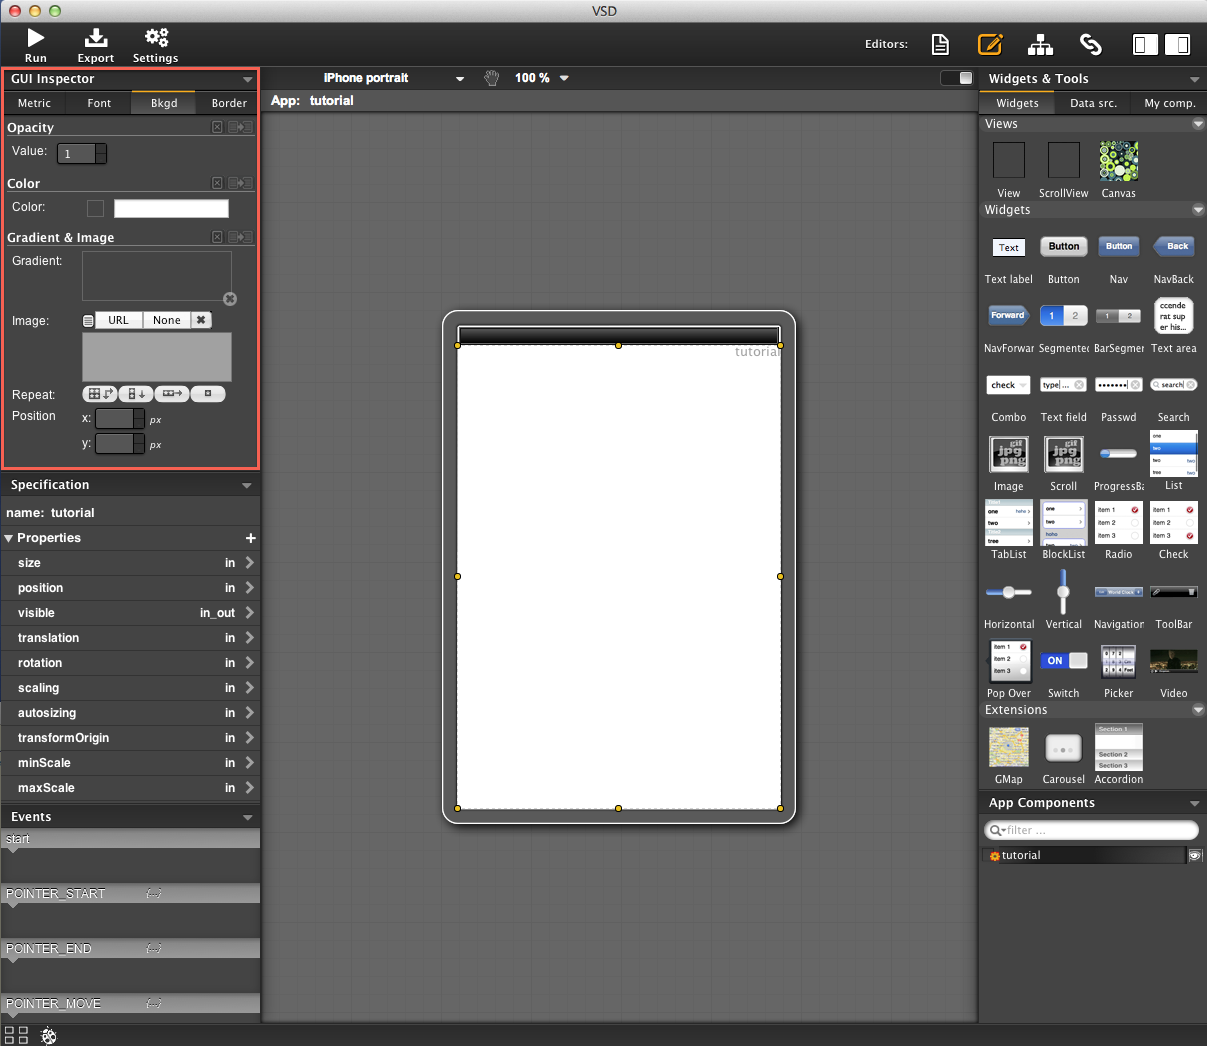 VSD
Run Export Settings Editors:
GUI Inspector
Metric Font Bkgd Border
Opacity
Value: 1
Color
Color:
Gradient & Image
Gradient:
Image: URL None
Repeat:
Position x: px
y: px
Specification
name: tutorial
Properties
size in
position in
visible in_out
translation in
rotation in
scaling in
autosizing in
transformOrigin in
minScale in
maxScale in
Events
start
POINTER_START {...}
POINTER_END {...}
POINTER_MOVE {...}
iPhone portrait 100 %
App: tutorial
tutorial
Widgets & Tools
Widgets Data src. My comp.
Views
View ScrollView Canvas
Widgets
Text Button Button Back
Text label Button Nav NavBack
Forward 1 2 1 2 ccende
rat sup
er his...
NavForwar Segmented BarSegmer Text area
check type| ... search|
Combo Text field Passwd Search
gif jpg png gif jpg png one two two tree two
Image Scroll ProgressBa List
one hoho two tree one two hoho item 1 item 2 item 3 item 1 item 2 item 3
TabList BlockList Radio Check
World Clock
Horizontal Vertical Navigation ToolBar
item 1 item 2 item 3 ON
Pop Over Switch Picker Video
Extensions
Section 1
Section 2
Section 3
GMap Carousel Accordion
App Components
filter ...
tutorial